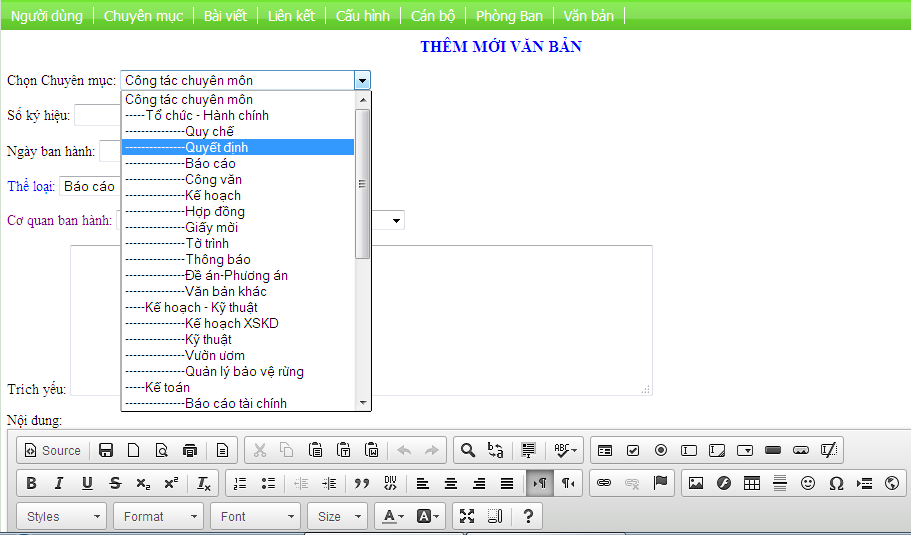 Người dùng Chuyên mục Bài viết Liên kết Cấu hình Cán bộ Phòng Ban Văn bản
THÊM MỚI VĂN BẢN
Chọn Chuyên mục: Công tác chuyên môn
Công tác chuyên môn
-----Tổ chức - Hành chính
Số ký hiệu:
---------------Quy chế
---------------Quyết định
Ngày ban hành:
---------------Báo cáo
---------------Công văn
Thể loại: Báo cáo
---------------Kế hoạch
---------------Hợp đồng
Cơ quan ban hành:
---------------Giấy mời
---------------Tờ trình
---------------Thông báo
---------------Đề án-Phương án
---------------Văn bản khác
-----Kế hoạch - Kỹ thuật
---------------Kế hoạch XSKD
---------------Kỹ thuật
---------------Vườn ươm
---------------Quản lý bảo vệ rừng
-----Kế toán
Trích yếu:
---------------Báo cáo tài chính
Nội dung:
Source
Styles Format Font Size